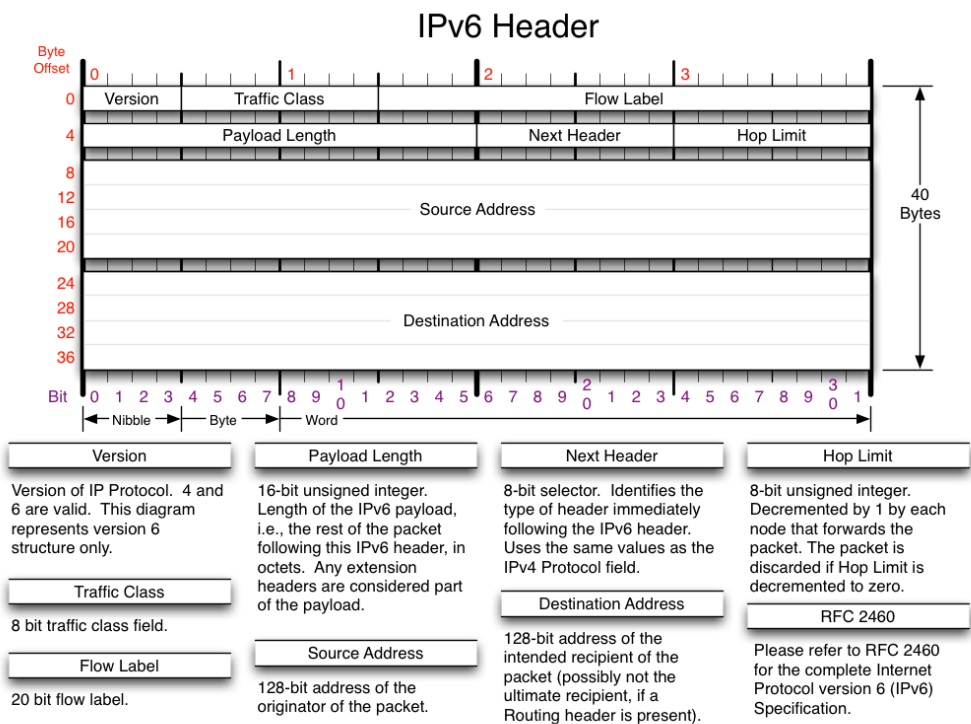 IPv6 Header
Byte
Offset
0 1 2 3
0 Version Traffic Class Flow Label
4 Payload Length Next Header Hop Limit
8
12
Source Address
16
20
24
28
Destination Address
32
36
40
Bytes
Bit 0 1 2 3 4 5 6 7 8 9 10 1 2 3 4 5 6 7 8 9 20 1 2 3 4 5 6 7 8 9 30 1
Nibble Byte Word
Version
Version of IP Protocol. 4 and
6 are valid. This diagram
represents version 6
structure only.
Traffic Class
8 bit traffic class field.
Flow Label
20 bit flow label.
Payload Length
16-bit unsigned integer.
Length of the IPv6 payload,
i.e., the rest of the packet
following this IPv6 header, in
octets. Any extension
headers are considered part
of the payload.
Source Address
128-bit address of the
originator of the packet.
Next Header
8-bit selector. Identifies the
type of header immediately
following the IPv6 header.
Uses the same values as the
IPv4 Protocol field.
Destination Address
128-bit address of the
intended recipient of the
packet (possibly not the
ultimate recipient, if a
Routing header is present).
Hop Limit
8-bit unsigned integer.
Decremented by 1 by each
node that forwards the
packet. The packet is
discarded if Hop Limit is
decremented to zero.
RFC 2460
Please refer to RFC 2460
for the complete Internet
Protocol version 6 (IPv6)
Specification.